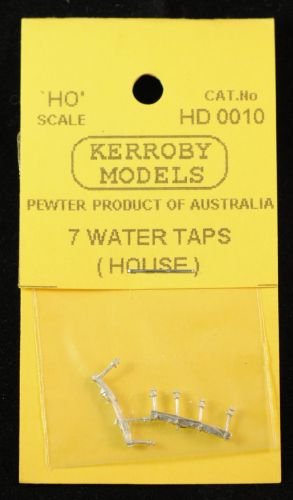 'HO'
SCALE
CAT.No
HD 0010
KERROBY
MODELS
PEWTER PRODUCT OF AUSTRALIA
7 WATER TAPS
(HOUSE)